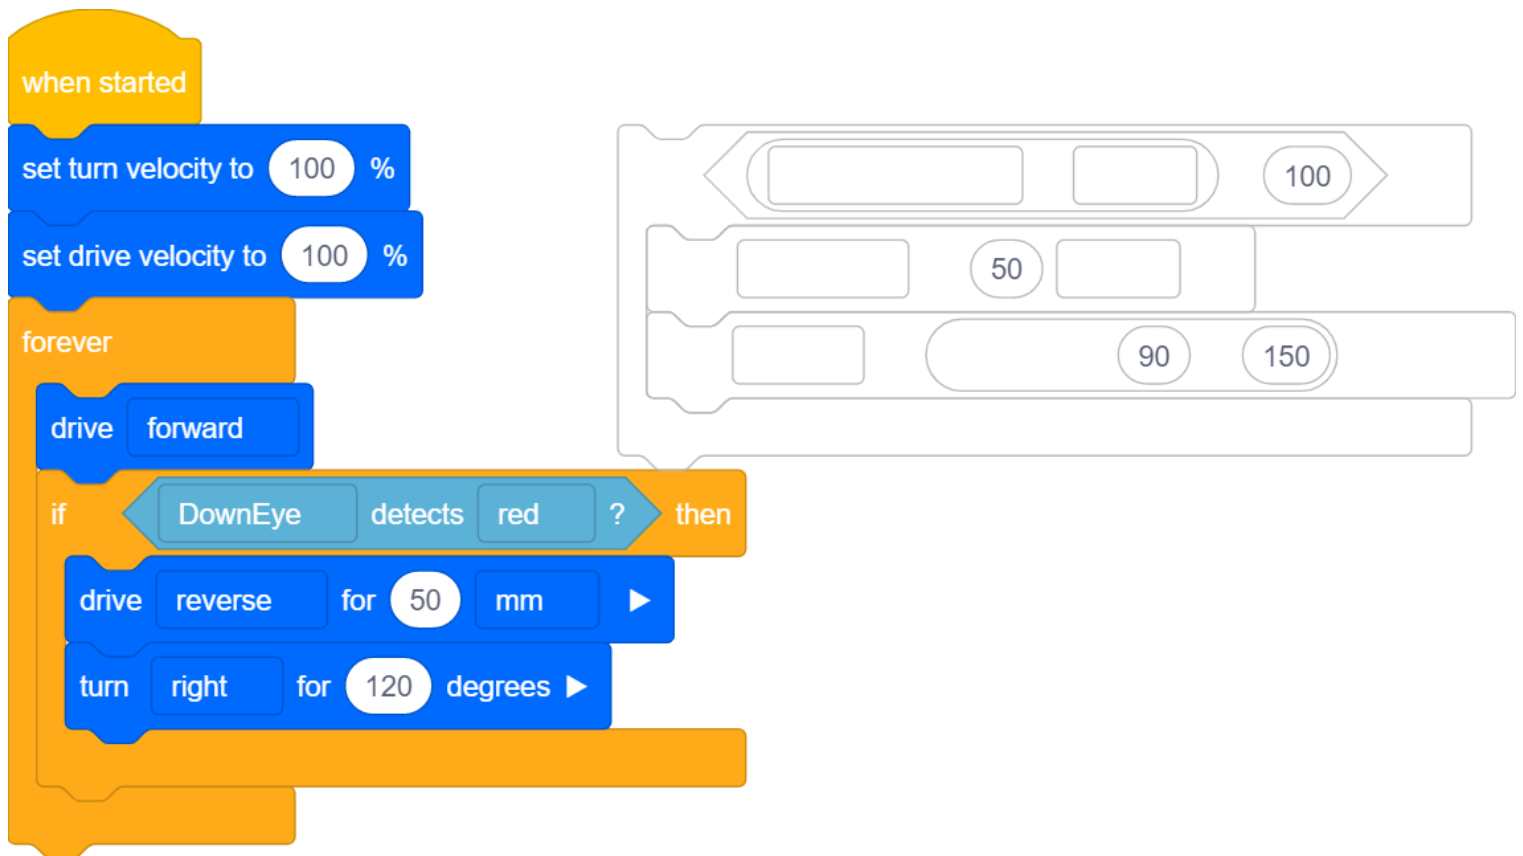 when started
set turn velocity to 100 %
100
set drive velocity to 100 %
50
forever
90 150
drive forward
if DownEye detects red ? then
drive reverse for 50 mm
turn right for 120 degrees